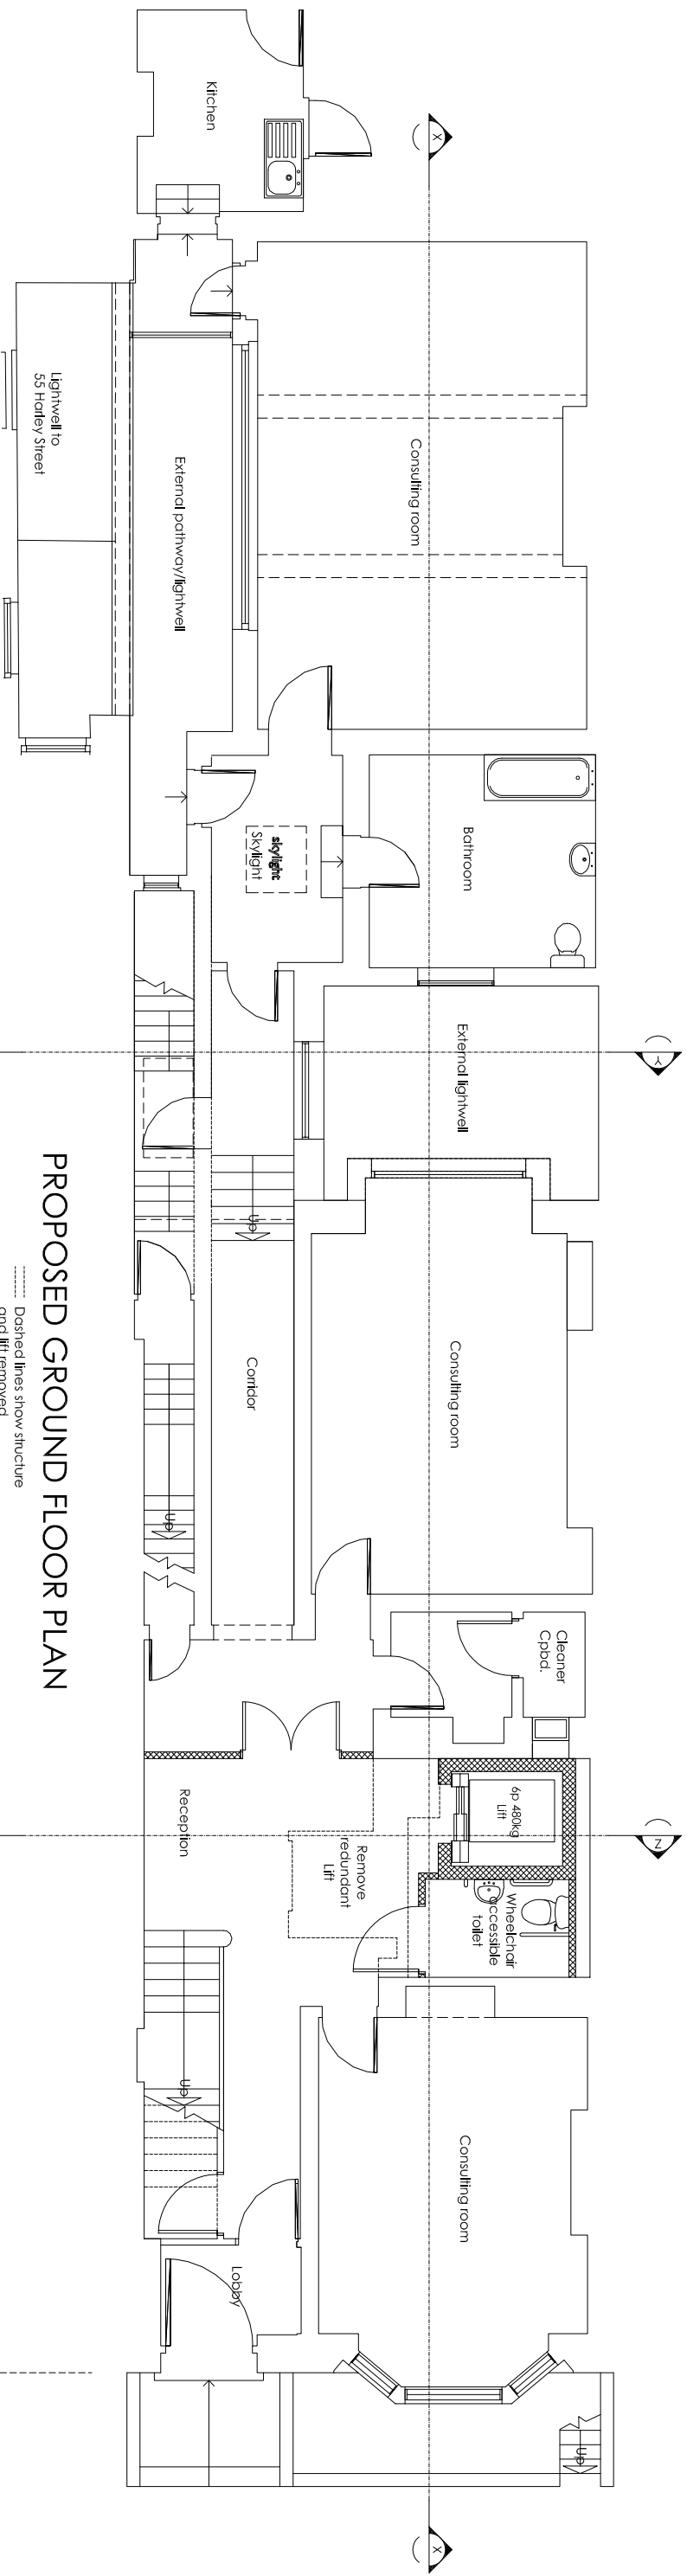 Kitchen
X
Consulting room
Lightwell to
55 Harley Street
External pathway/lightwell
skylight
Skylight
Bathroom
External lightwell
Y
Up
Consulting room
Corridor
Up
PROPOSED GROUND FLOOR PLAN
Dashed lines show structure
and lift removed
Cleaner
Cpbd.
6p 480kg
Lift
Z
Reception
Remove
redundant
Lift
Wheelchair
accessible
toilet
Up
Consulting room
Lobby
Up
X